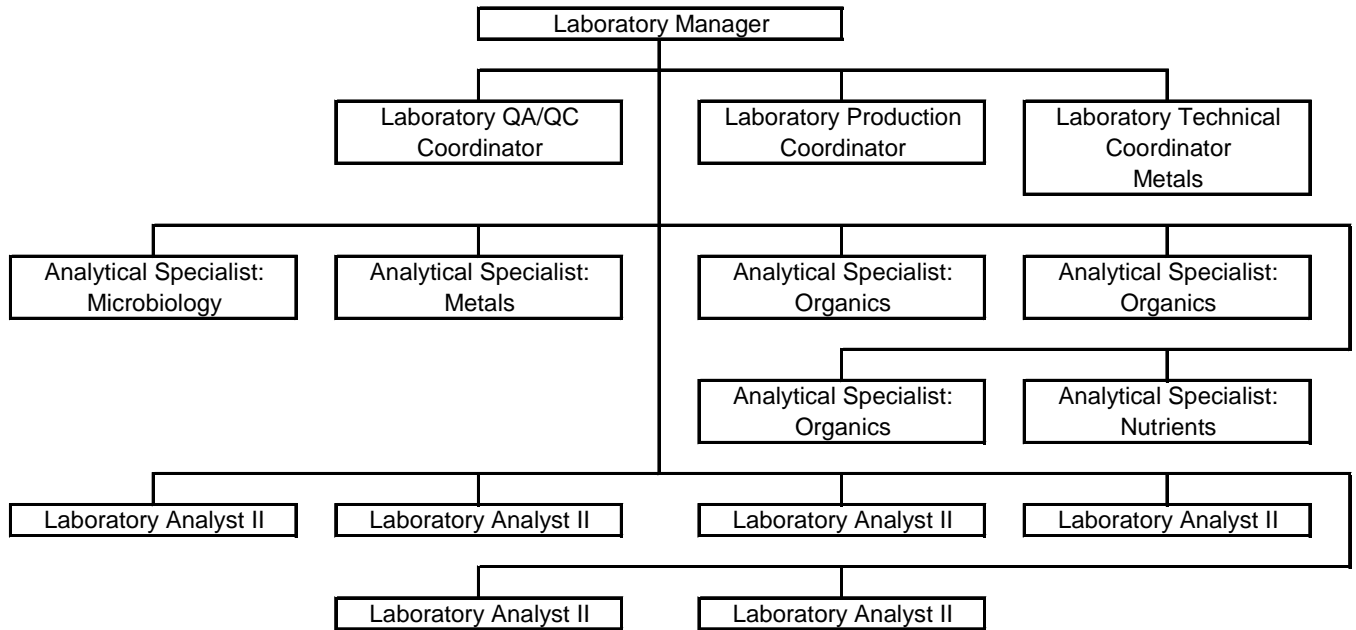 Laboratory Manager
Laboratory QA/QC
Coordinator
Laboratory Production
Coordinator
Laboratory Technical
Coordinator
Metals
Analytical Specialist:
Microbiology
Analytical Specialist:
Metals
Analytical Specialist:
Organics
Analytical Specialist:
Organics
Analytical Specialist:
Organics
Analytical Specialist:
Nutrients
Laboratory Analyst II
Laboratory Analyst II
Laboratory Analyst II
Laboratory Analyst II
Laboratory Analyst II
Laboratory Analyst II